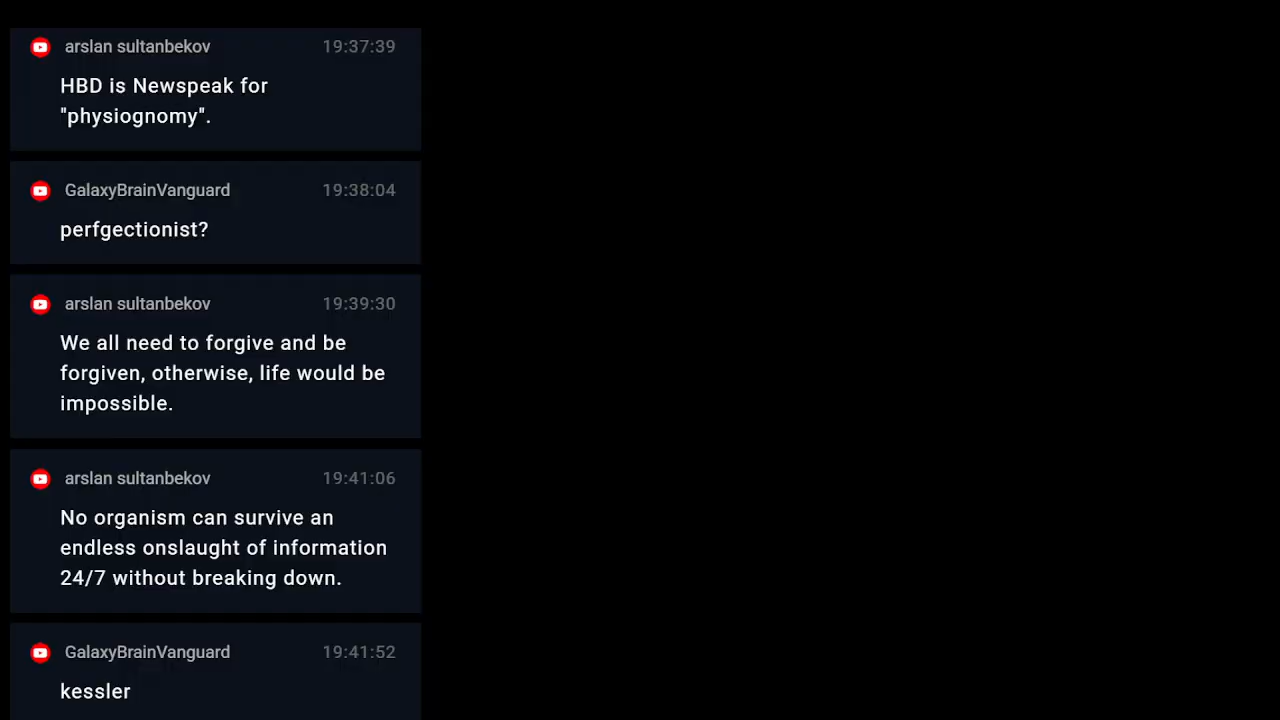 arslan sultanbekov 19:37:39
HBD is Newspeak for
"physiognomy".
GalaxyBrainVanguard 19:38:04
perfgectionist?
arslan sultanbekov 19:39:30
We all need to forgive and be
forgiven, otherwise, life would be
impossible.
arslan sultanbekov 19:41:06
No organism can survive an
endless onslaught of information
24/7 without breaking down.
GalaxyBrainVanguard 19:41:52
kessler